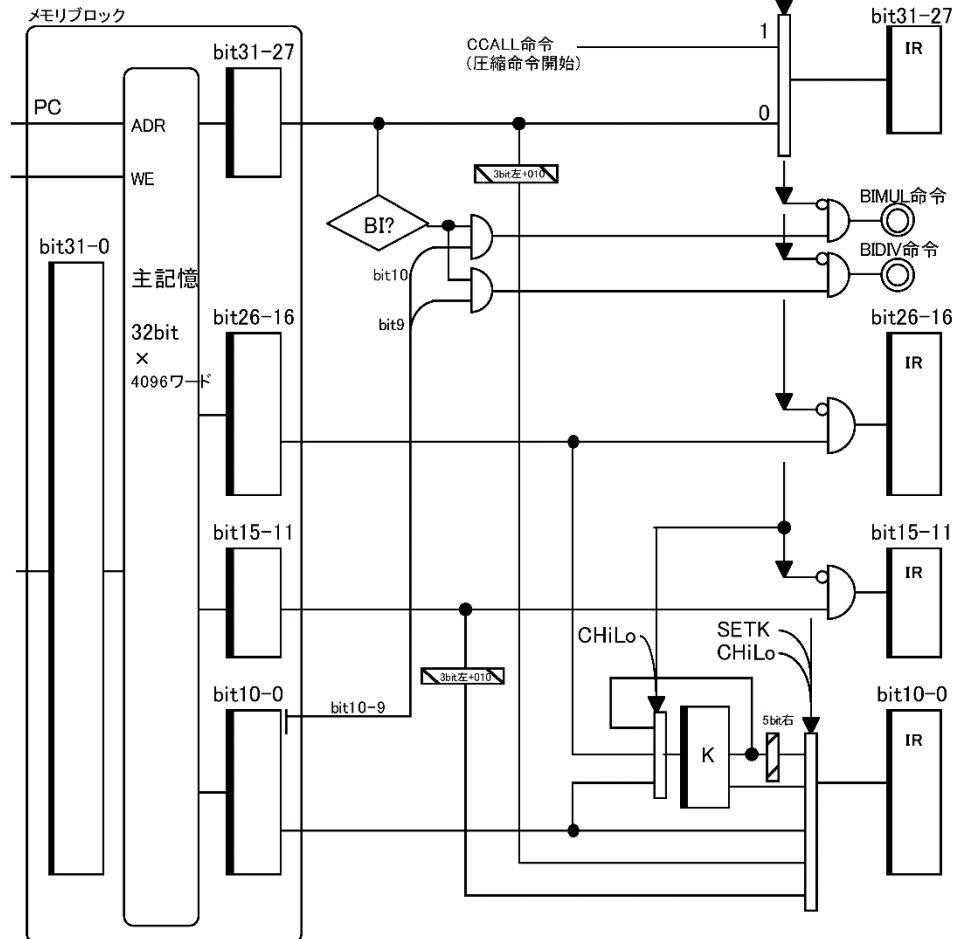 メモリブロック
bit31-27
PC
ADR
WE
bit31-0
主記憶
32bit
×
4096ワード
bit26-16
bit15-11
bit10-0
CCALL命令
(圧縮命令開始)
1
0
bit31-27
IR
3bit左+010
BI?
bit10
bit9
BIMUL命令
BIDIV命令
bit26-16
IR
bit15-11
IR
CHiLo
SETK
CHiLo
3bit左+010
bit10-9
K
5bit右
bit10-0
IR